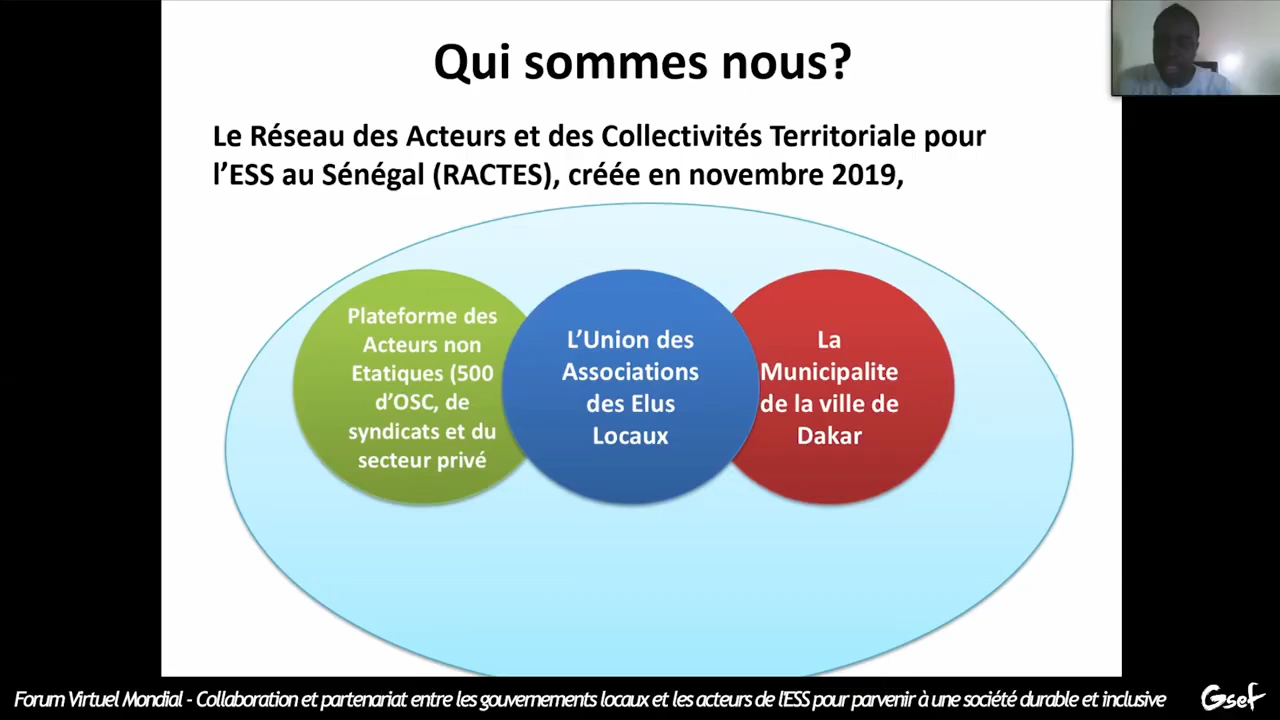 Qui sommes nous?
Le Réseau des Acteurs et des Collectivités Territoriale pour
l’ESS au Sénégal (RACTES), créée en novembre 2019,
Plateforme des
Acteurs non
Etatiques (500
d’OSC, de
syndicats et du
secteur privé
L’Union des
Associations
des Elus
Locaux
La
Municipalite
de la ville de
Dakar
Forum Virtuel Mondial - Collaboration et partenariat entre les gouvernements locaux et les acteurs de l'ESS pour parvenir à une société durable et inclusive
Gsef